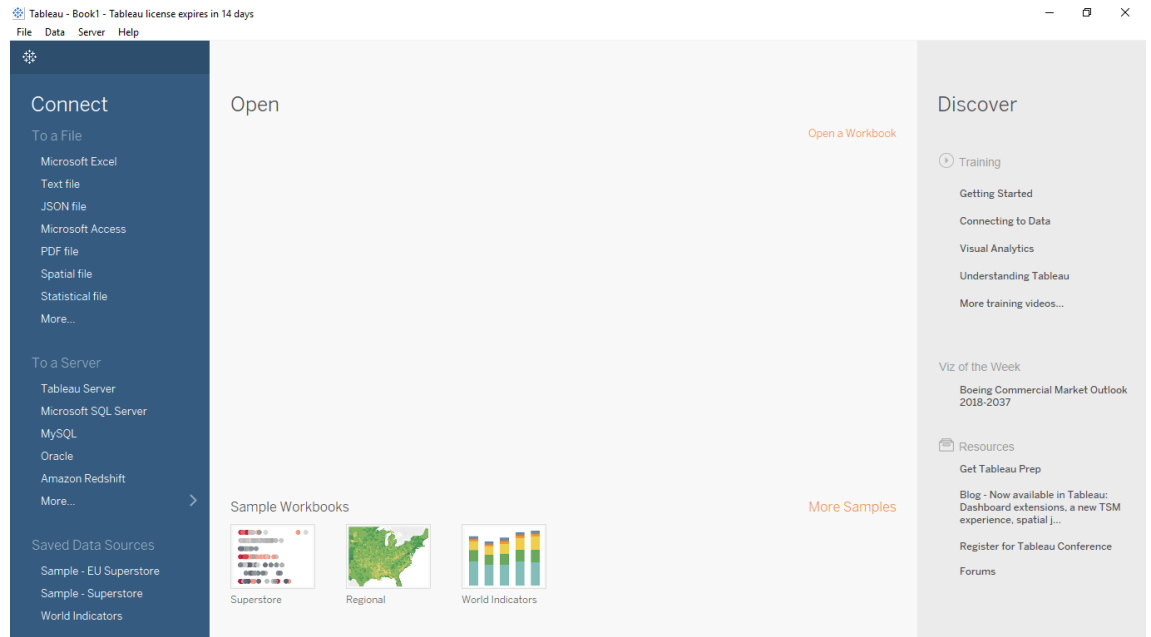 Tableau - Book1 - Tableau license expires in 14 days
File Data Server Help
Connect
To a File
Microsoft Excel
Text file
JSON file
Microsoft Access
PDF file
Spatial file
Statistical file
More...
To a Server
Tableau Server
Microsoft SQL Server
MySQL
Oracle
Amazon Redshift
More...
Saved Data Sources
Sample - EU Superstore
Sample - Superstore
World Indicators
Open
Open a Workbook
Sample Workbooks
More Samples
Superstore
Regional
World Indicators
Discover
Training
Getting Started
Connecting to Data
Visual Analytics
Understanding Tableau
More training videos...
Viz of the Week
Boeing Commercial Market Outlook
2018-2037
Resources
Get Tableau Prep
Blog - Now available in Tableau:
Dashboard extensions, a new TSM
experience, spatial j...
Register for Tableau Conference
Forums